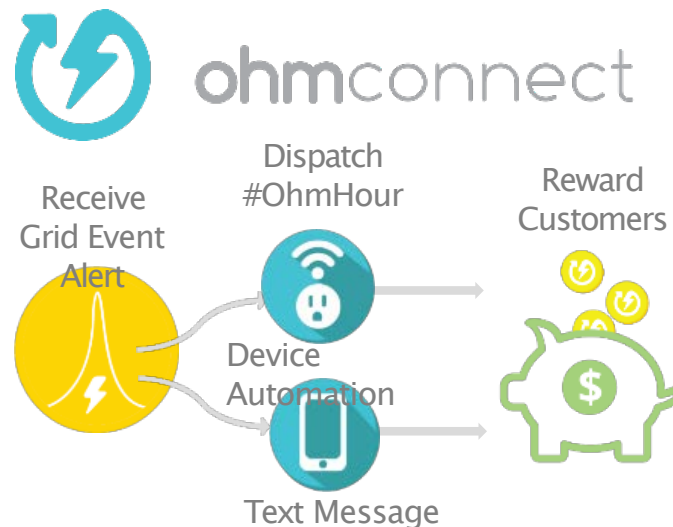 ohmconnect
Dispatch
#OhmHour
Receive
Grid Event
Alert
Reward
Customers
Device
Automation
$
Text Message